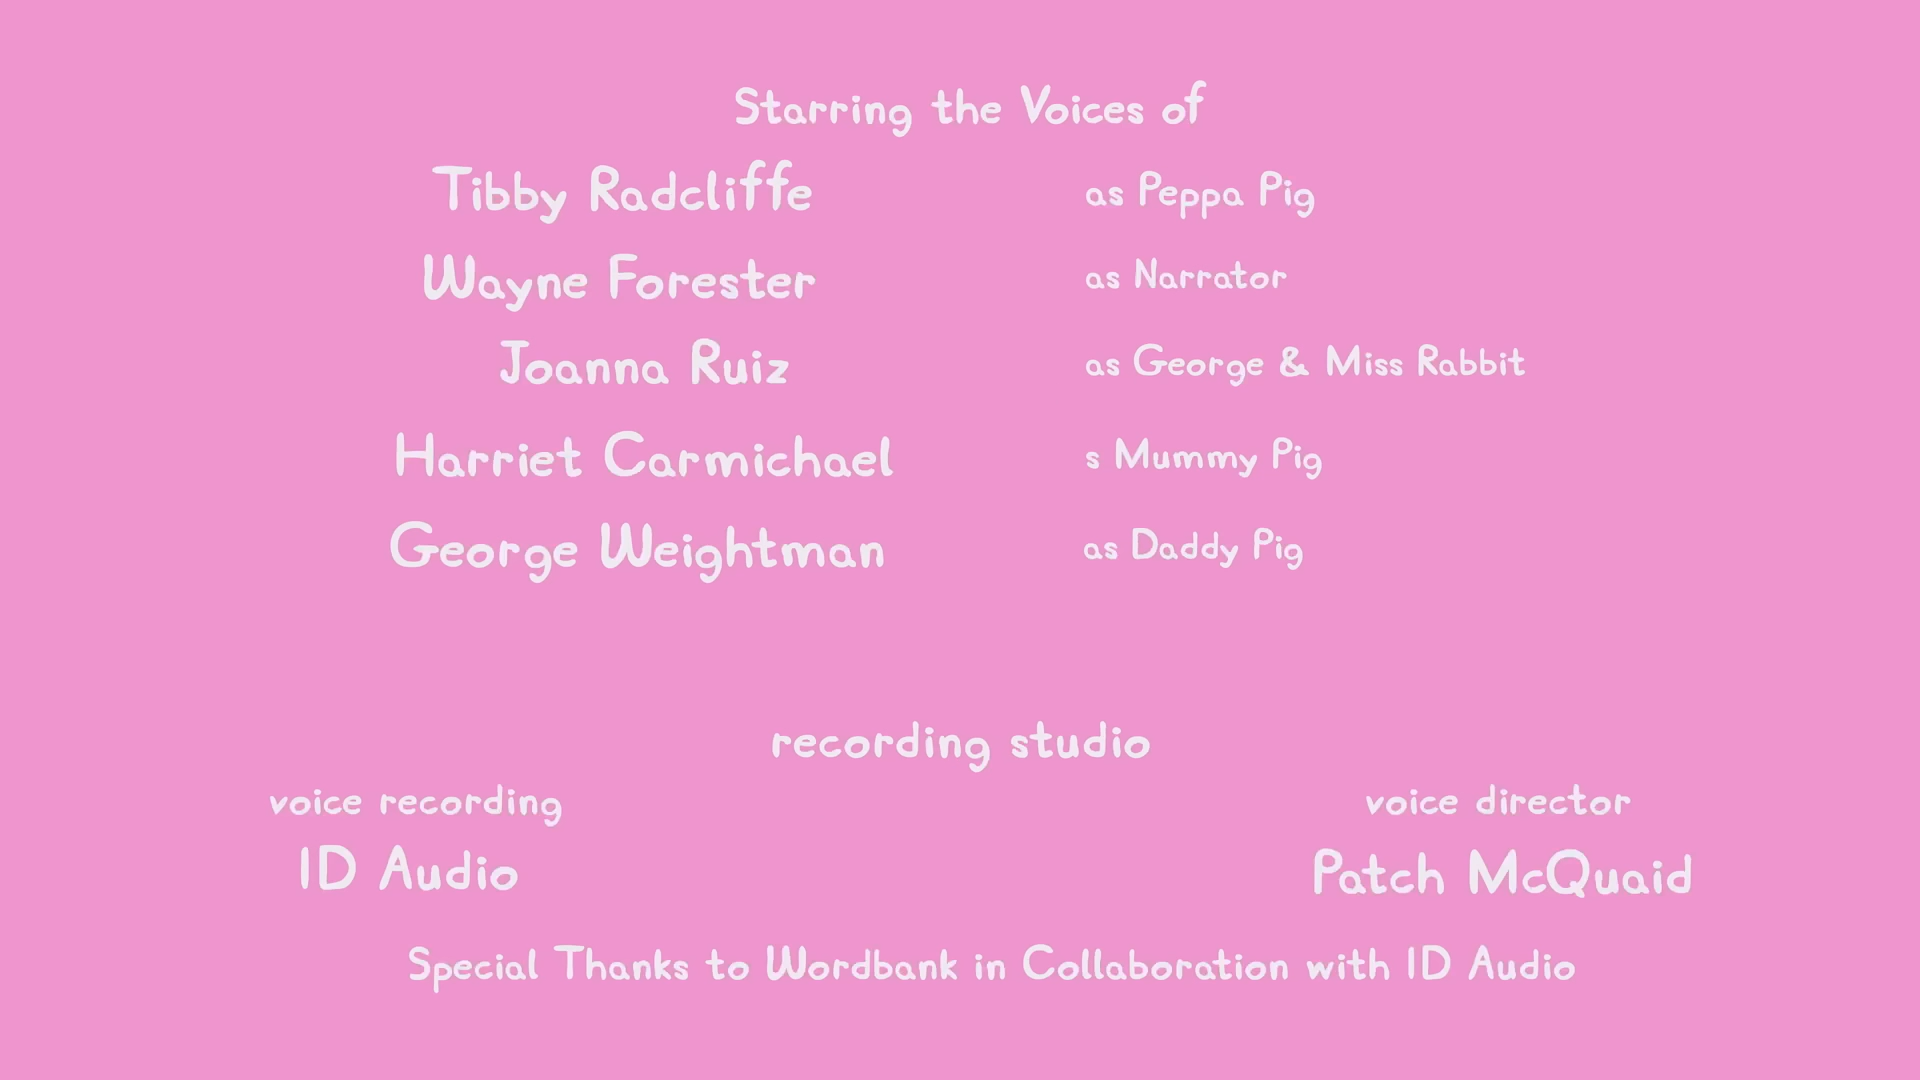 Starring the Voices of
Tibby Radcliffe as Peppa Pig
Wayne Forester as Narrator
Joanna Ruiz as George & Miss Rabbit
Harriet Carmichael s Mummy Pig
George Weightman as Daddy Pig
recording studio
voice recording voice director
ID Audio Patch McQuaid
Special Thanks to Wordbank in Collaboration with ID Audio